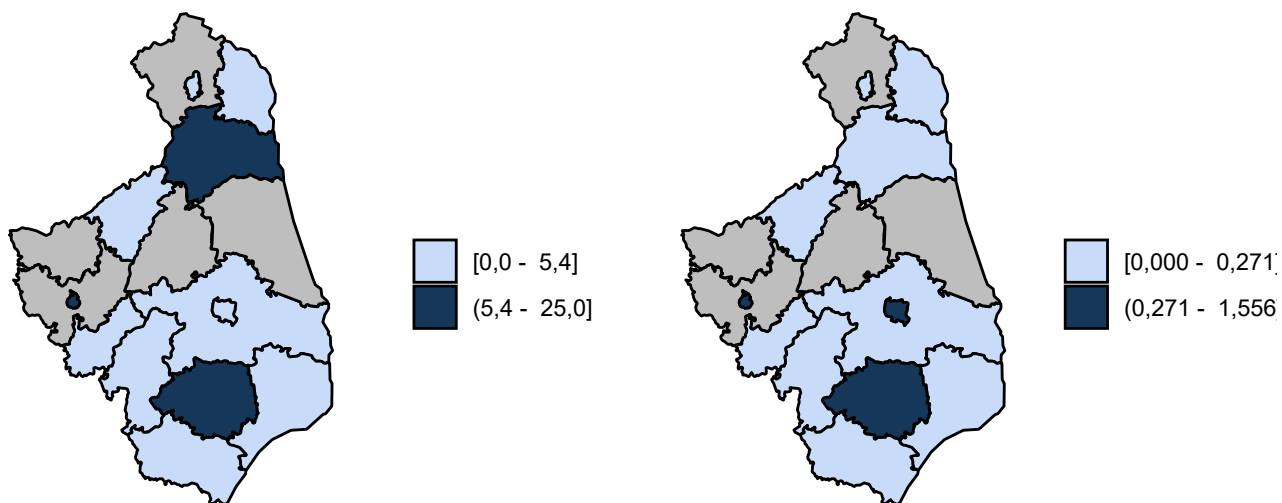 [0,0 - 5,4]
(5,4 - 25,0]
[0,000 - 0,271]
(0,271 - 1,556]